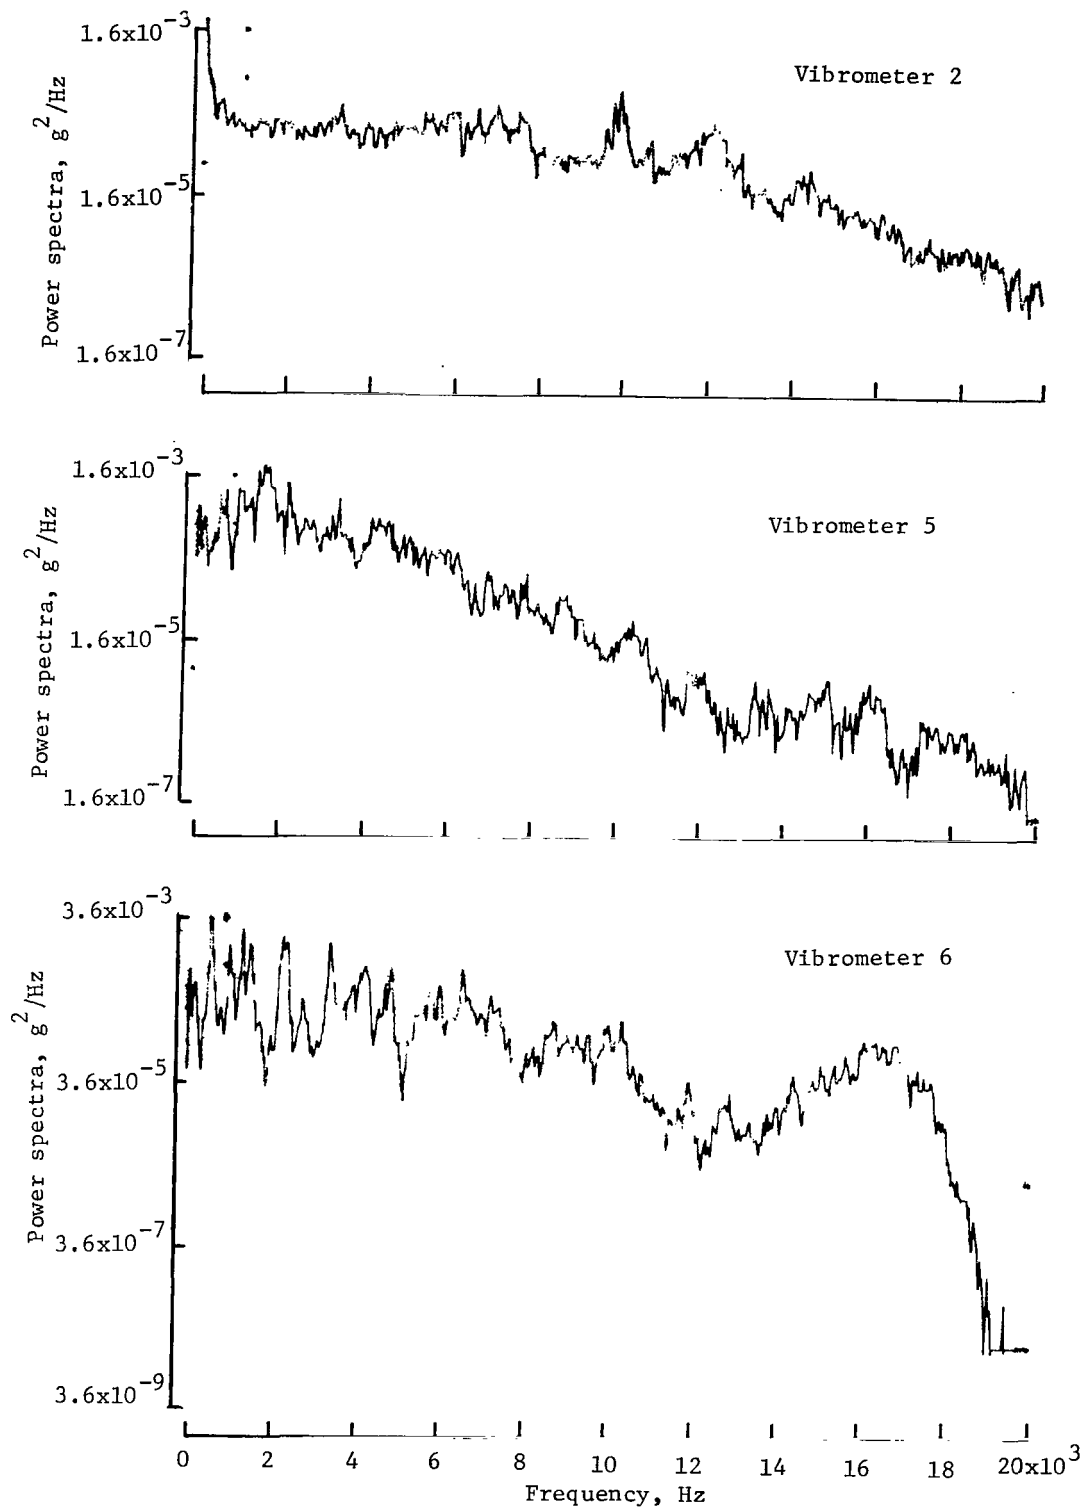 1.6x10^-3
Vibrometer 2
Power spectra, g^2/Hz
1.6x10^-5
1.6x10^-7
1.6x10^-3
Vibrometer 5
Power spectra, g^2/Hz
1.6x10^-5
1.6x10^-7
3.6x10^-3
Vibrometer 6
Power spectra, g^2/Hz
3.6x10^-5
3.6x10^-7
3.6x10^-9
0 2 4 6 8 10 12 14 16 18 20x10^3
Frequency, Hz